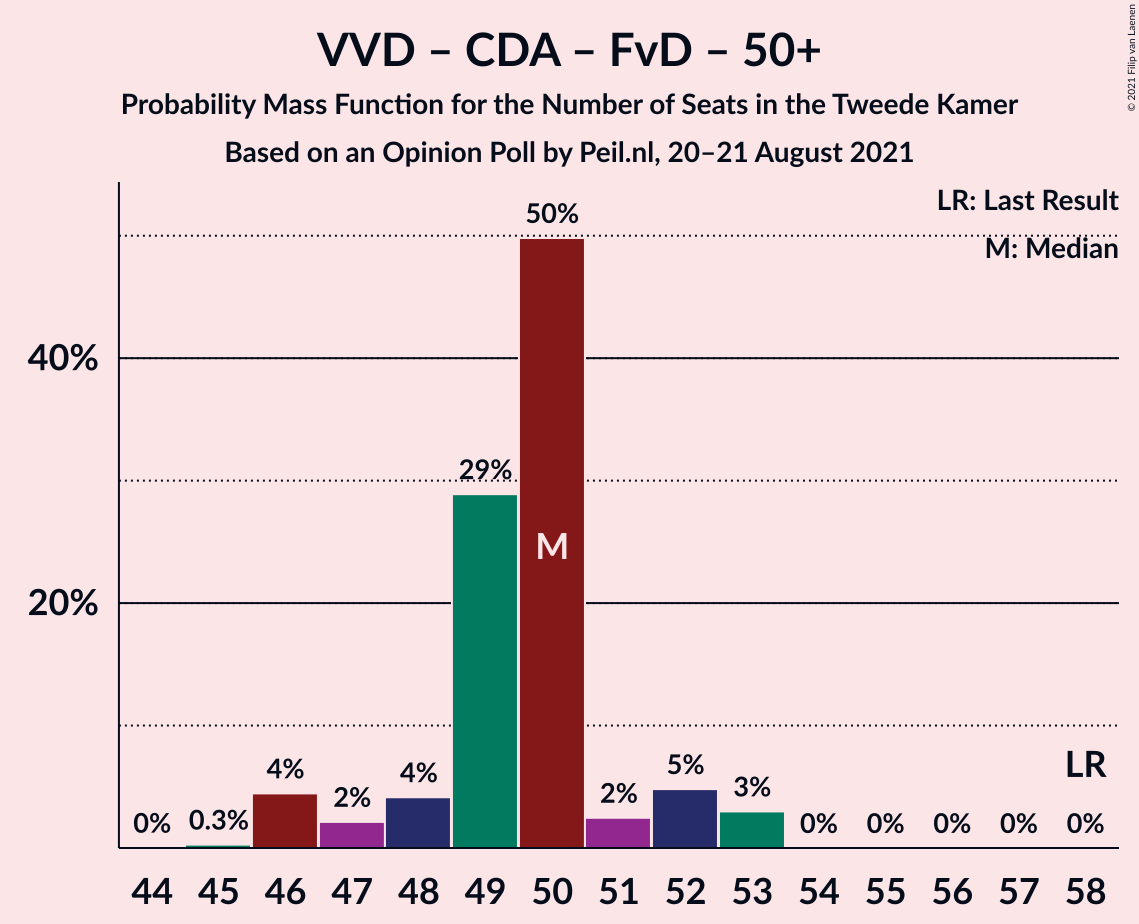 VVD – CDA – FvD – 50+
Probability Mass Function for the Number of Seats in the Tweede Kamer
Based on an Opinion Poll by Peil.nl, 20–21 August 2021
© 2021 Filip van Laenen
LR: Last Result
M: Median
40%
20%
0%
0.3%
4%
2%
4%
29%
50%
M
2%
5%
3%
0%
0%
0%
0%
0%
LR
44 45 46 47 48 49 50 51 52 53 54 55 56 57 58